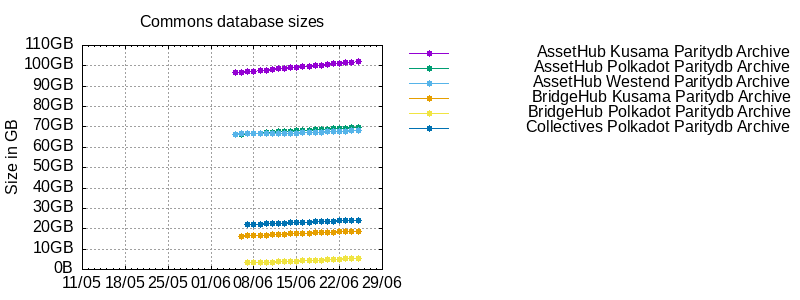 Commons database sizes
110GB
100GB
90GB
80GB
70GB
60GB
50GB
40GB
30GB
20GB
10GB
0B
Size in GB
11/05 18/05 25/05 01/06 08/06 15/06 22/06 29/06
AssetHub Kusama Paritydb Archive
AssetHub Polkadot Paritydb Archive
AssetHub Westend Paritydb Archive
BridgeHub Kusama Paritydb Archive
BridgeHub Polkadot Paritydb Archive
Collectives Polkadot Paritydb Archive